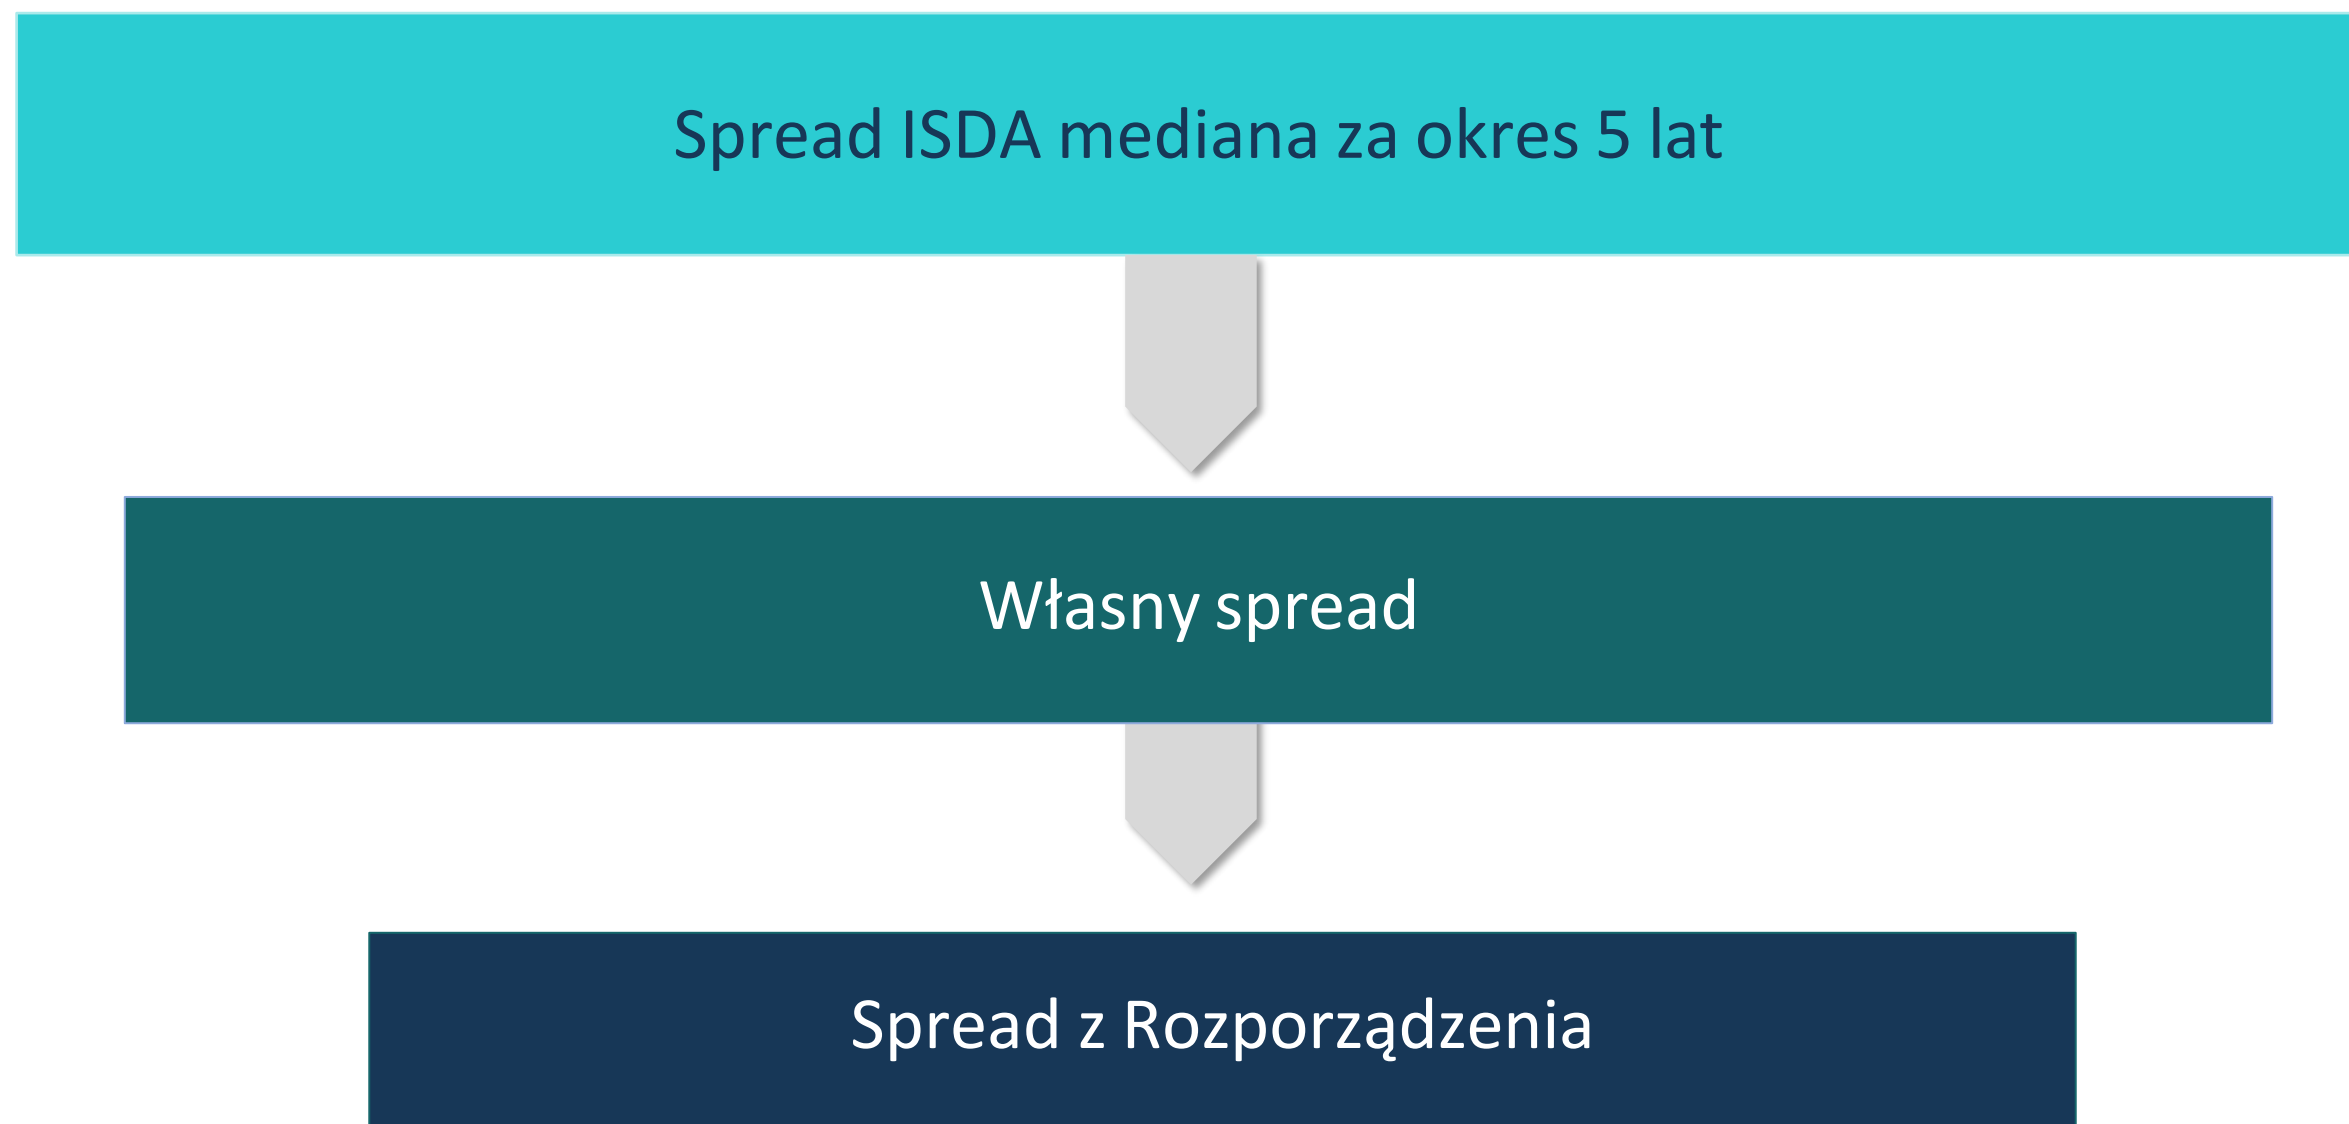 Spread ISDA mediana za okres 5 lat
Własny spread
Spread z Rozporządzenia